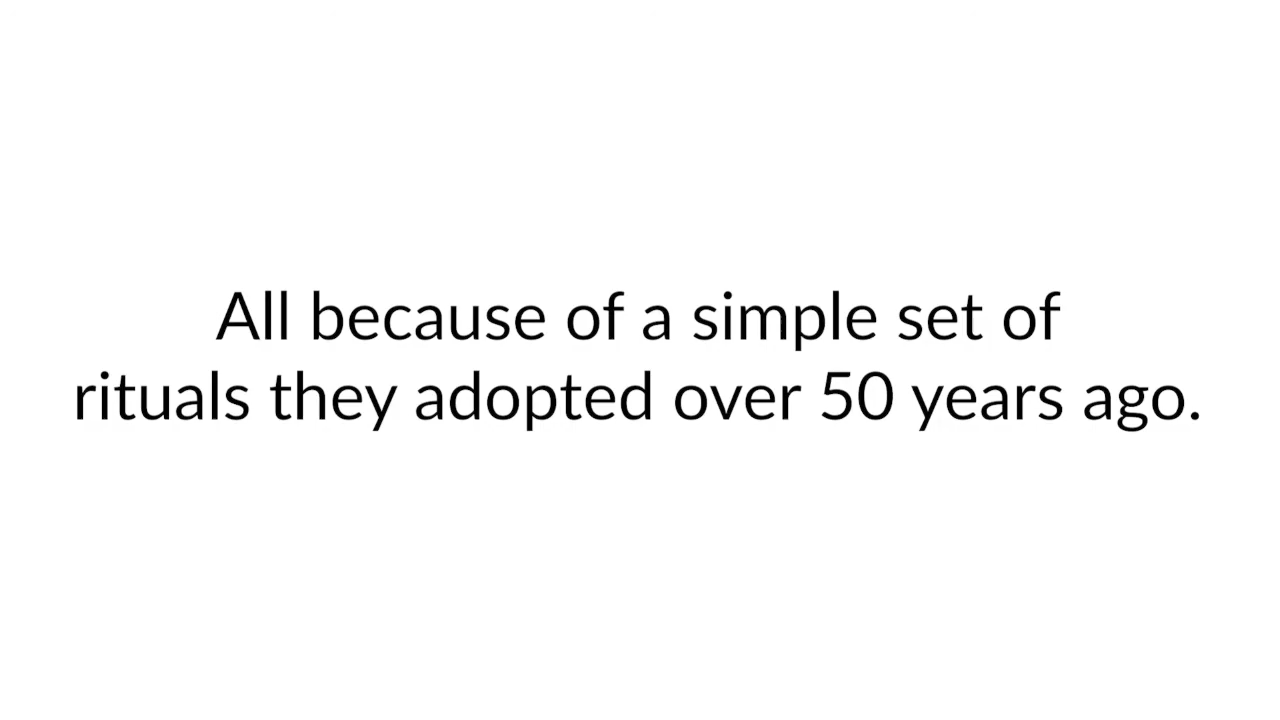 All because of a simple set of
rituals they adopted over 50 years ago.